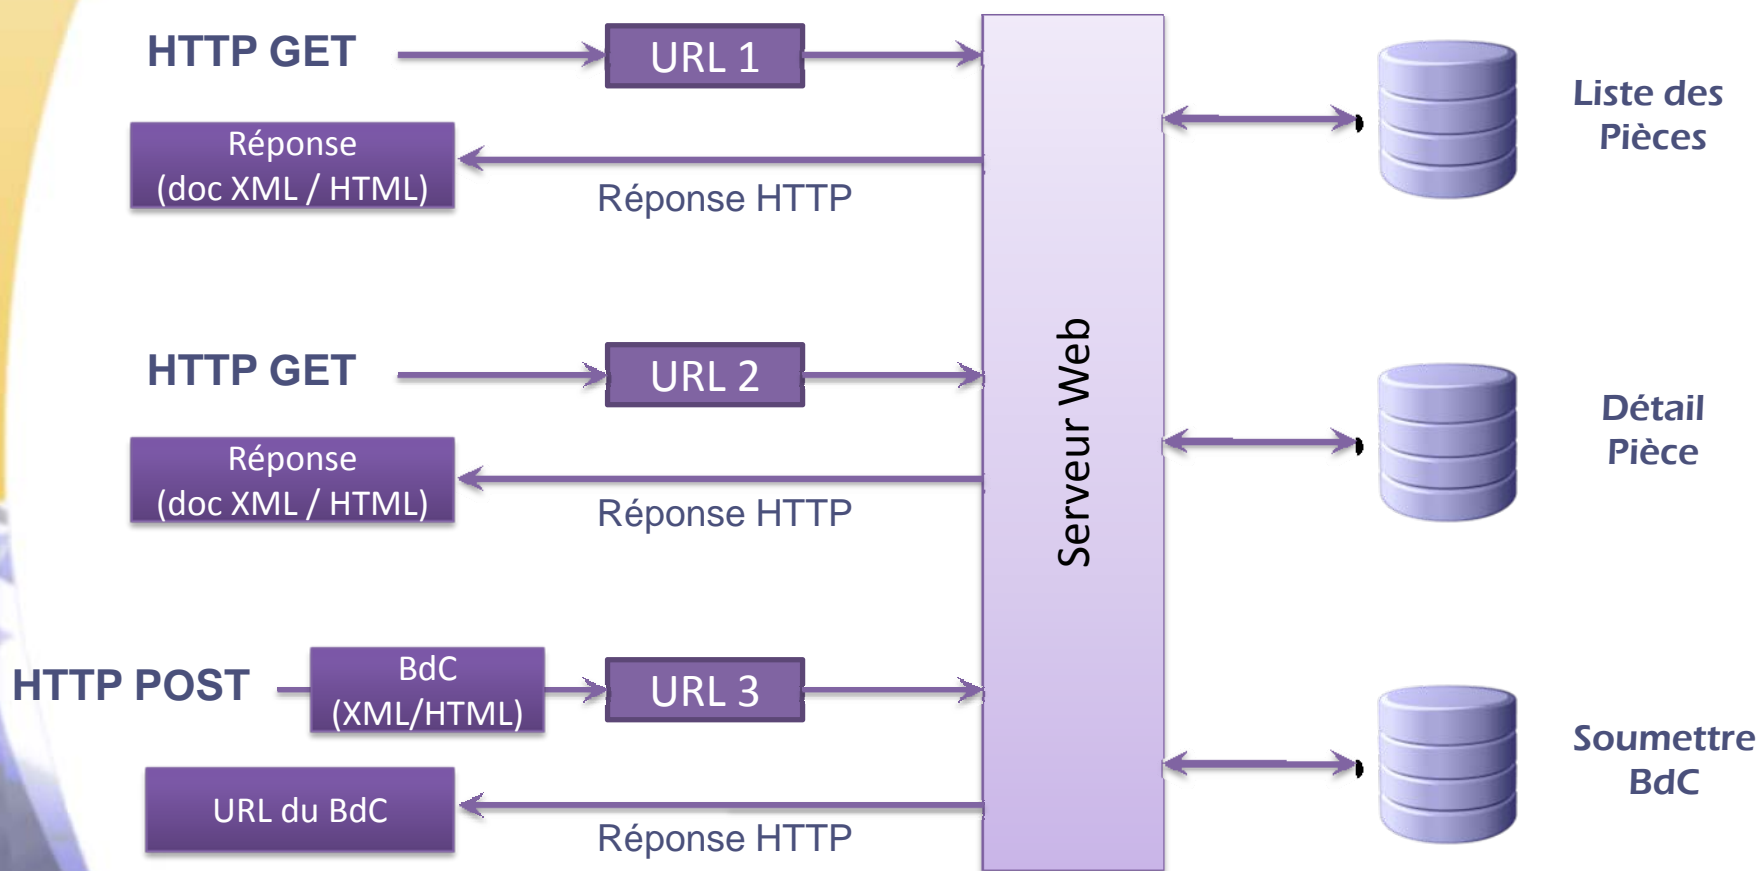 HTTP GET
URL 1
Réponse
(doc XML / HTML)
Réponse HTTP
Liste des
Pièces
HTTP GET
URL 2
Réponse
(doc XML / HTML)
Réponse HTTP
Serveur Web
Détail
Pièce
HTTP POST
BdC
(XML/HTML)
URL 3
URL du BdC
Réponse HTTP
Soumettre
BdC